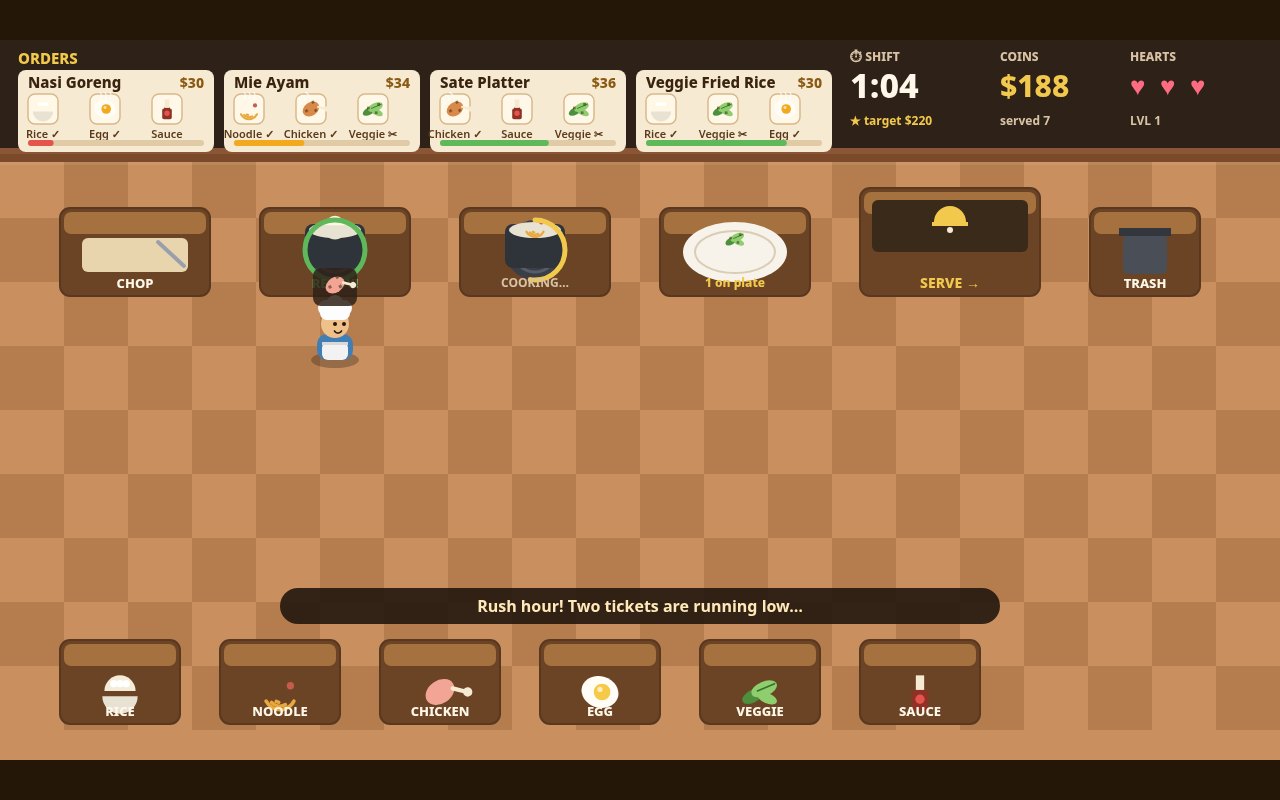 ORDERS
Nasi Goreng $30
Rice ✓ Egg ✓ Sauce
Mie Ayam $34
Noodle ✓ Chicken ✓ Veggie ✂
Sate Platter $36
Chicken ✓ Sauce Veggie ✂
Veggie Fried Rice $30
Rice ✓ Veggie ✂ Egg ✓
⏱ SHIFT
1:04
★ target $220
COINS
$188
served 7
HEARTS
♥ ♥ ♥
LVL 1
CHOP
COOKING...
1 on plate
SERVE →
TRASH
Rush hour! Two tickets are running low...
RICE
NOODLE
CHICKEN
EGG
VEGGIE
SAUCE